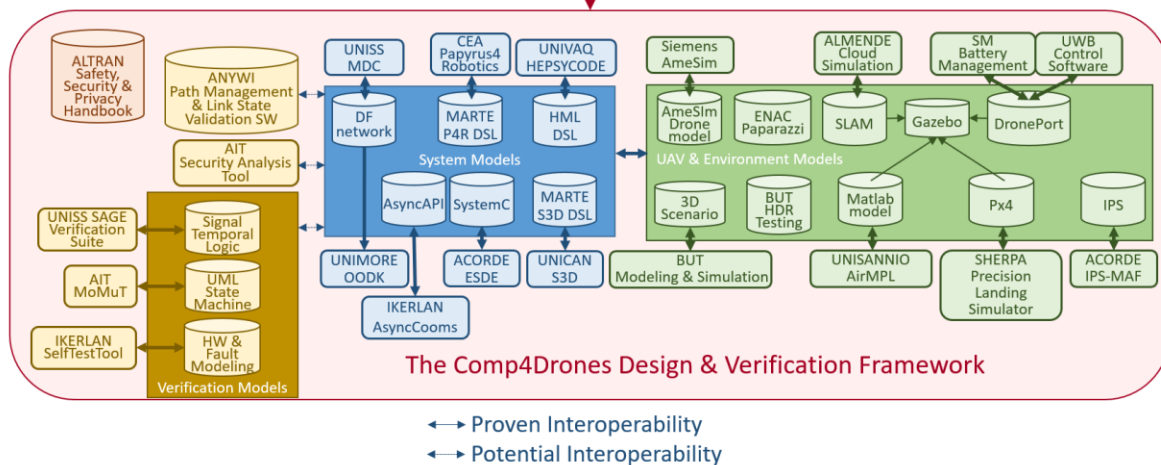 ALTRAN
Safety,
Security &
Privacy
Handbook
ANYWI
Path Management
& Link State
Validation SW
AIT
Security Analysis
Tool
UNISS SAGE
Verification
Suite
AIT
MoMuT
IKERLAN
SelfTestTool
Signal
Temporal
Logic
UML
State
Machine
HW &
Fault
Modeling
Verification Models
UNISS
MDC
CEA
Papyrus4
Robotics
UNIVAQ
HEPSYCODE
DF
network
MARTE
P4R DSL
HML
DSL
System Models
AsyncAPI
SystemC
MARTE
S3D DSL
UNIMORE
OODK
ACORDE
ESDE
UNICAN
S3D
IKERLAN
AsyncCooms
Siemens
AmeSim
ALMENDE
Cloud
Simulation
SM
Battery
Management
UWB
Control
Software
AmeSIm
Drone
model
ENAC
Paparazzi
SLAM
Gazebo
DronePort
UAV & Environment Models
3D
Scenario
BUT
HDR
Testing
Matlab
model
Px4
IPS
BUT
Modeling & Simulation
UNISANNIO
AirMPL
SHERPA
Precision
Landing
Simulator
ACORDE
IPS-MAF
The Comp4Drones Design & Verification Framework
Proven Interoperability
Potential Interoperability